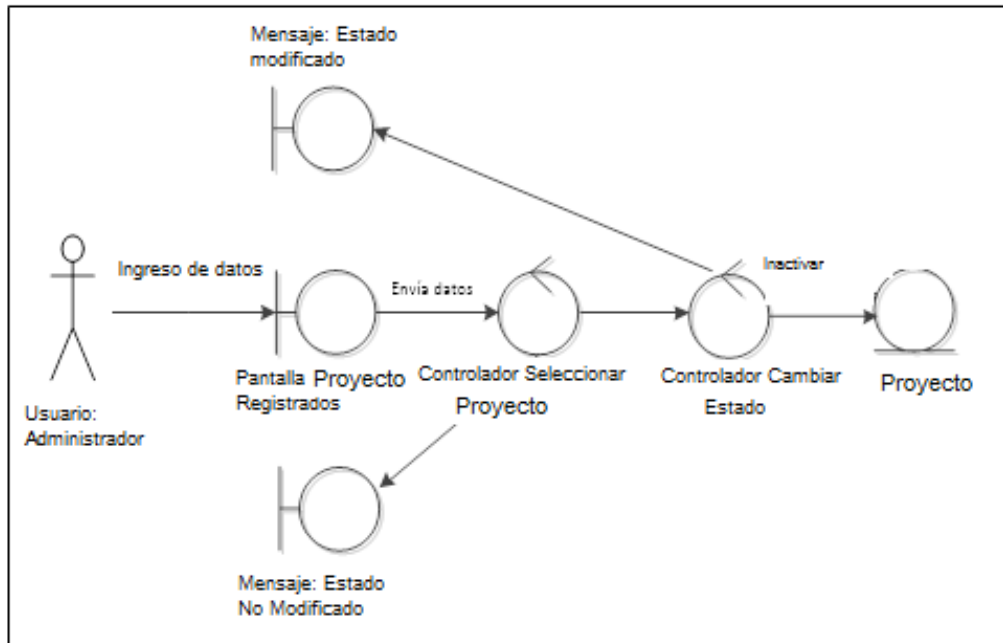 Mensaje: Estado
modificado
Ingreso de datos
Envía datos
Inactivar
Usuario:
Administrador
Pantalla Proyecto
Registrados
Controlador Seleccionar
Proyecto
Controlador Cambiar
Estado
Proyecto
Mensaje: Estado
No Modificado